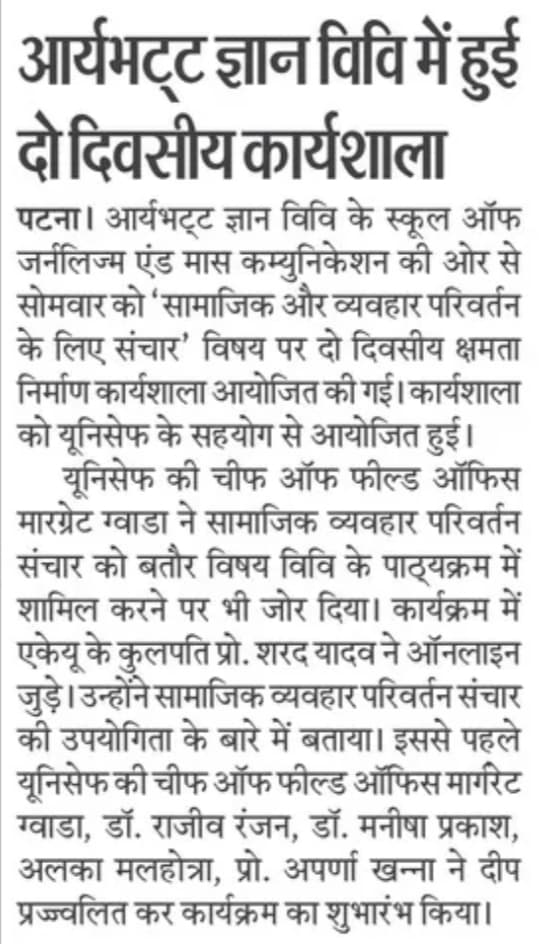 आर्यभट्ट ज्ञान विवि में हुई
दो दिवसीय कार्यशाला
पटना। आर्यभट्ट ज्ञान विवि के स्कूल ऑफ
जर्नलिज्म एंड मास कम्युनिकेशन की ओर से
सोमवार को ‘सामाजिक और व्यवहार परिवर्तन
के लिए संचार’ विषय पर दो दिवसीय क्षमता
निर्माण कार्यशाला आयोजित की गई। कार्यशाला
को यूनिसेफ के सहयोग से आयोजित हुई।
यूनिसेफ की चीफ ऑफ फील्ड ऑफिस
मारग्रेट ग्वाडा ने सामाजिक व्यवहार परिवर्तन
संचार को बतौर विषय विवि के पाठ्यक्रम में
शामिल करने पर भी जोर दिया। कार्यक्रम में
एकेयू के कुलपति प्रो. शरद यादव ने ऑनलाइन
जुड़े। उन्होंने सामाजिक व्यवहार परिवर्तन संचार
की उपयोगिता के बारे में बताया। इससे पहले
यूनिसेफ की चीफ ऑफ फील्ड ऑफिस मार्गरेट
ग्वाडा, डॉ. राजीव रंजन, डॉ. मनीषा प्रकाश,
अलका मलहोत्रा, प्रो. अपर्णा खन्ना ने दीप
प्रज्ज्वलित कर कार्यक्रम का शुभारंभ किया।